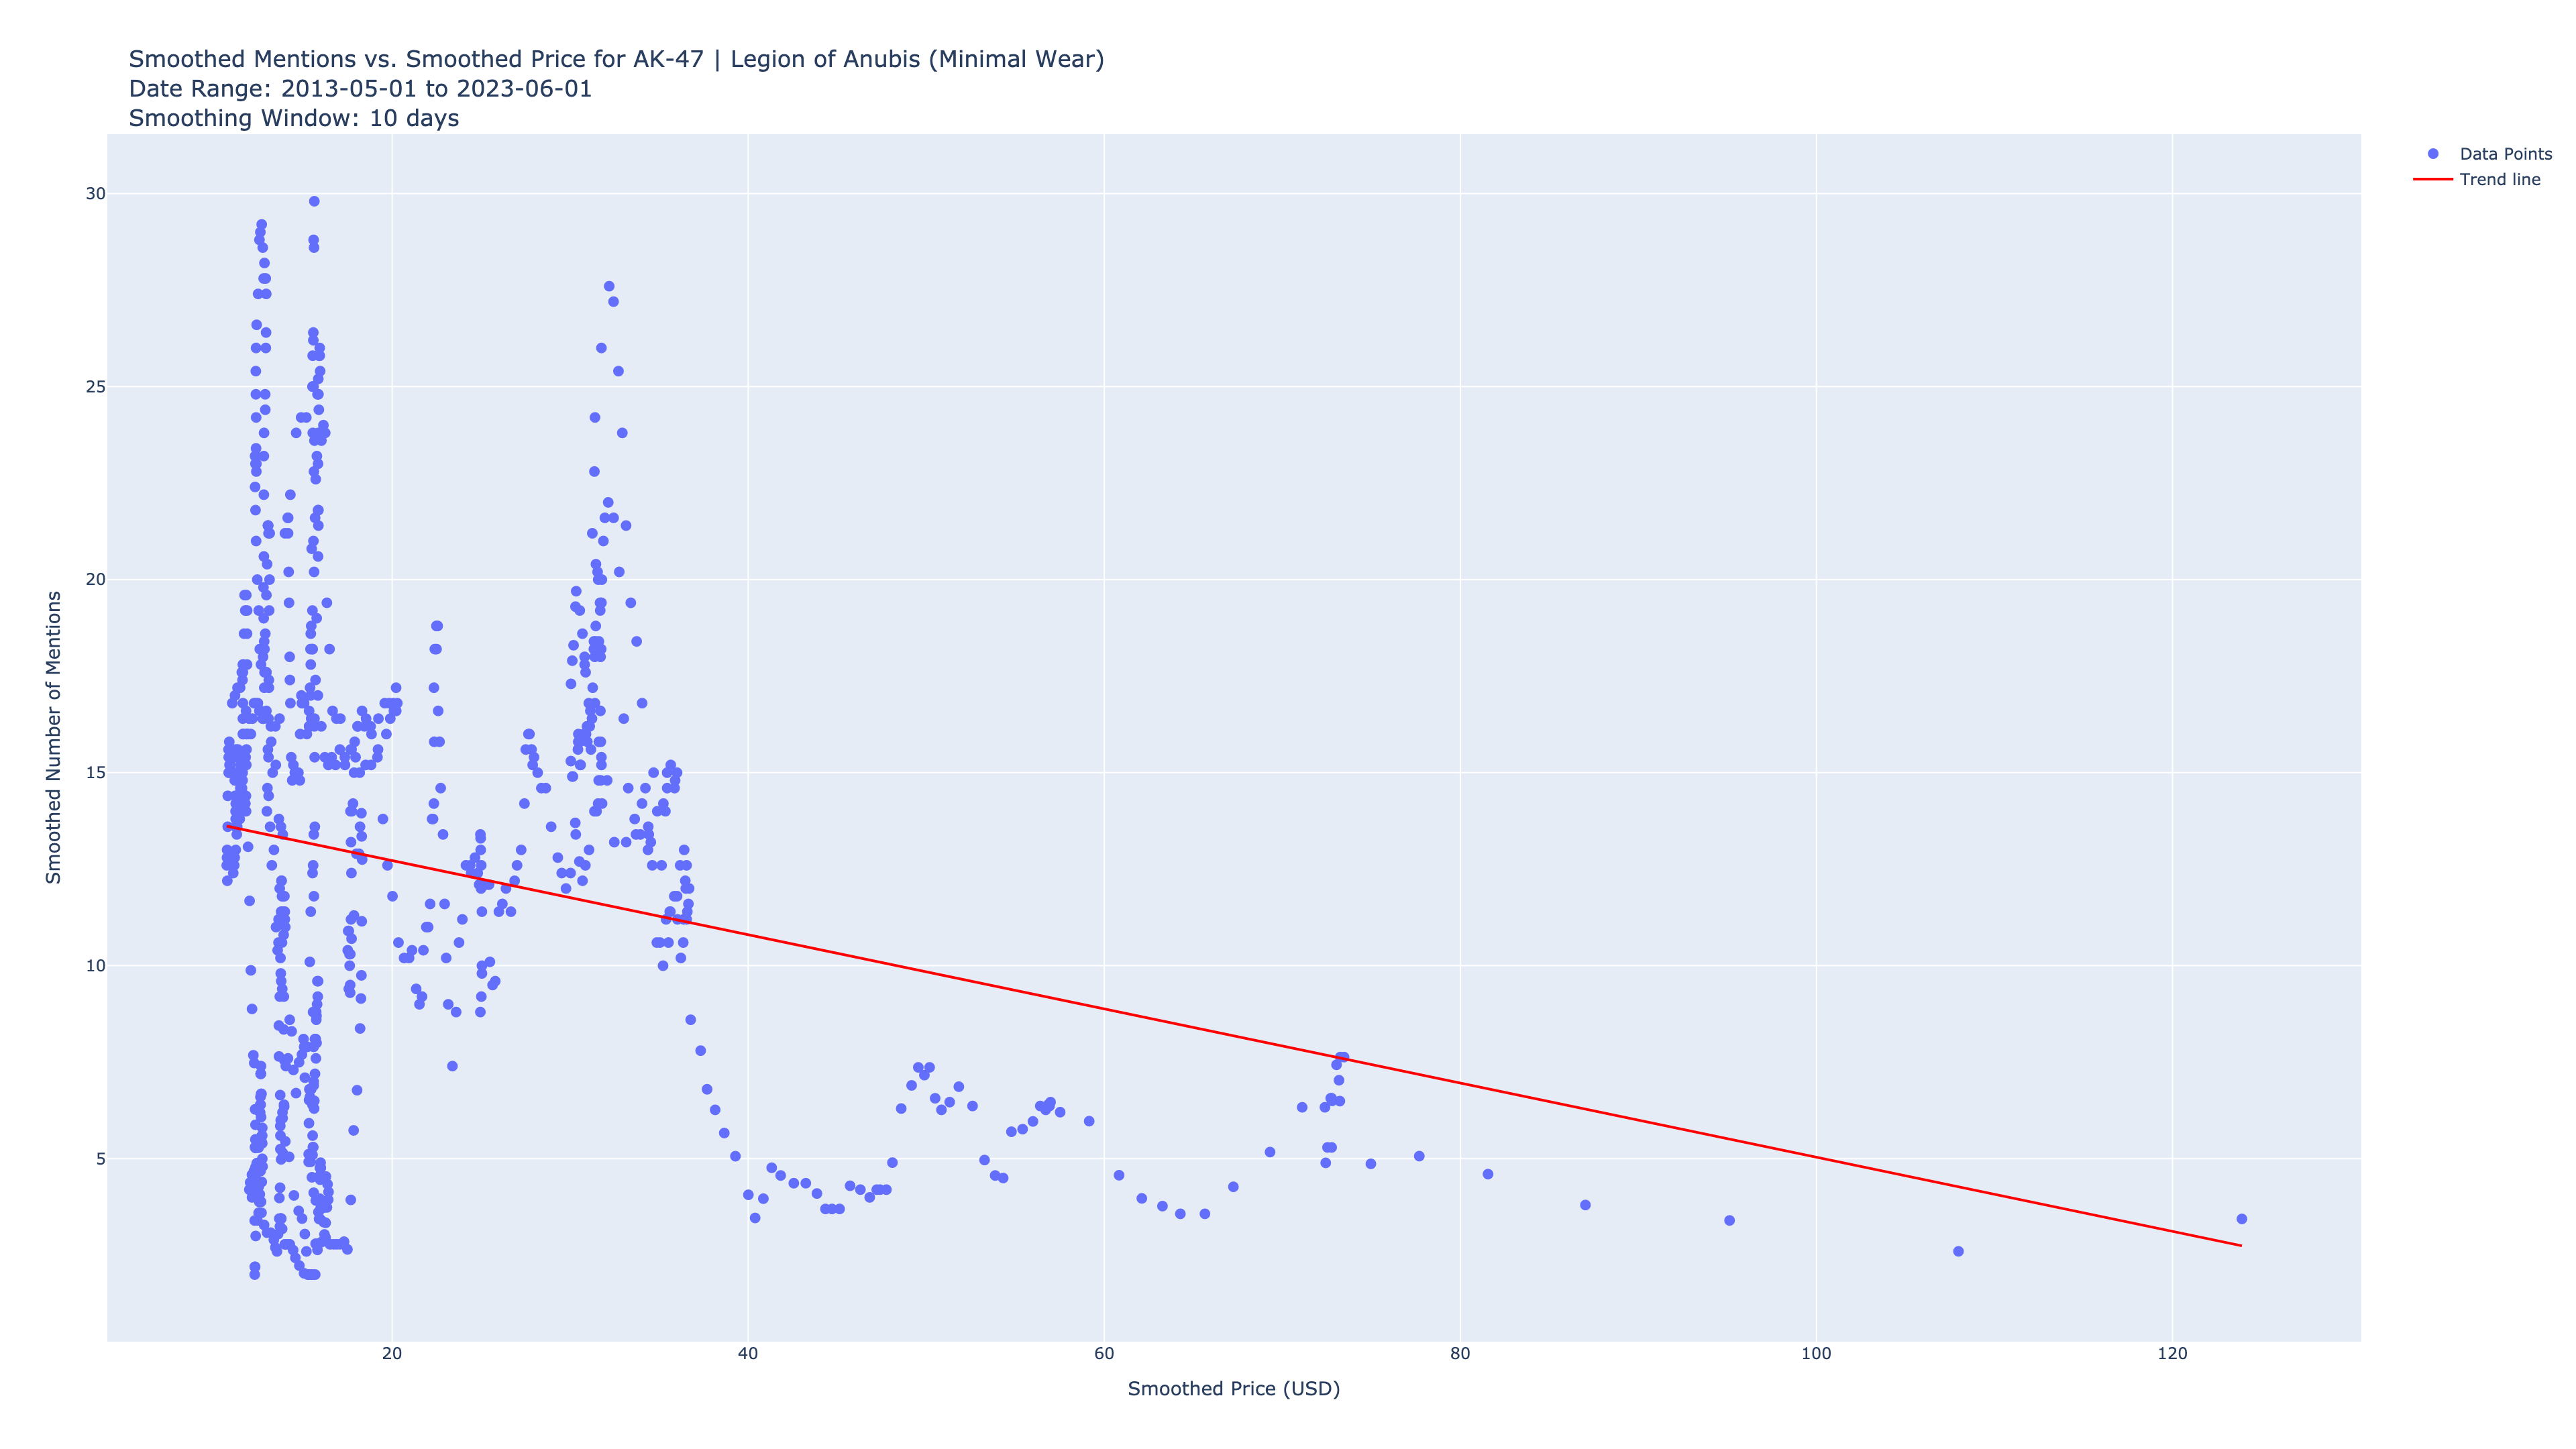 Smoothed Mentions vs. Smoothed Price for AK-47 | Legion of Anubis (Minimal Wear)
Date Range: 2013-05-01 to 2023-06-01
Smoothing Window: 10 days
Data Points
Trend line
30
25
20
15
10
5
Smoothed Number of Mentions
20
40
60
80
100
120
Smoothed Price (USD)